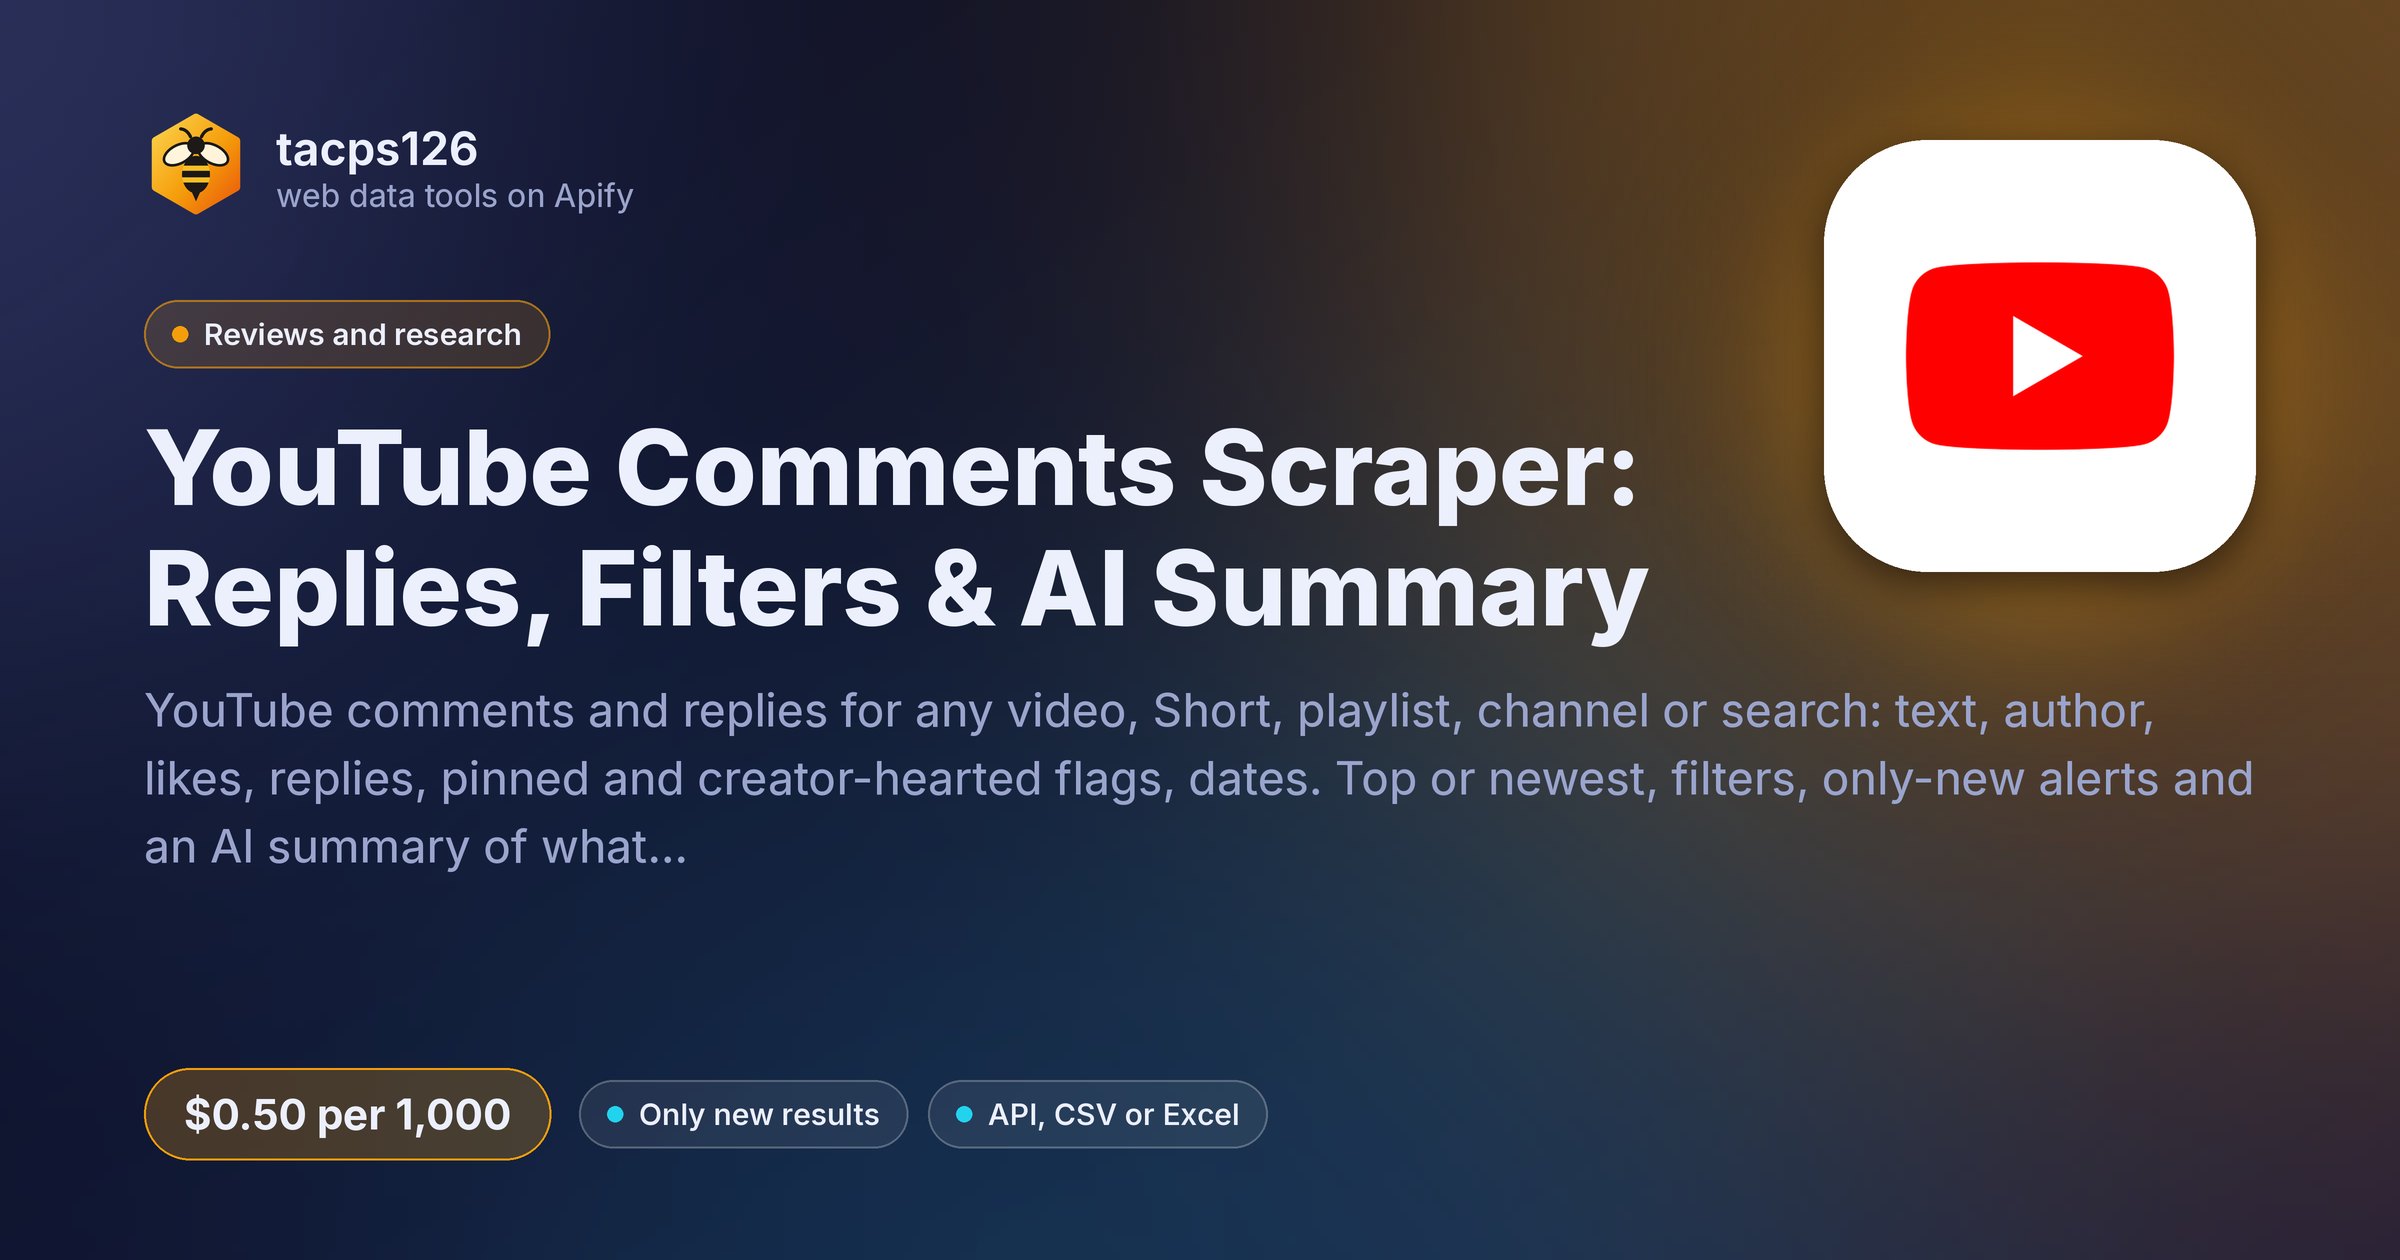 tacps126
web data tools on Apify
Reviews and research
YouTube Comments Scraper:
Replies, Filters & AI Summary
YouTube comments and replies for any video, Short, playlist, channel or search: text, author,
likes, replies, pinned and creator-hearted flags, dates. Top or newest, filters, only-new alerts and
an AI summary of what...
$0.50 per 1,000
Only new results
API, CSV or Excel